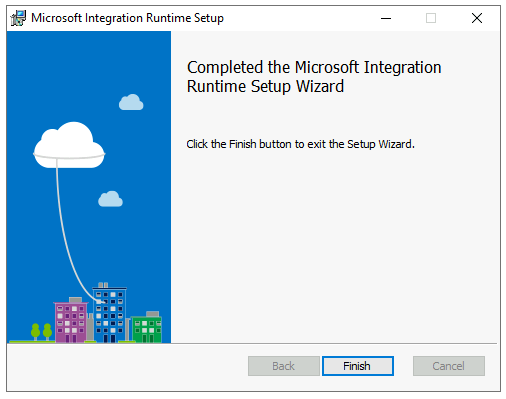 Microsoft Integration Runtime Setup
Completed the Microsoft Integration
Runtime Setup Wizard
Click the Finish button to exit the Setup Wizard.
Back
Finish
Cancel